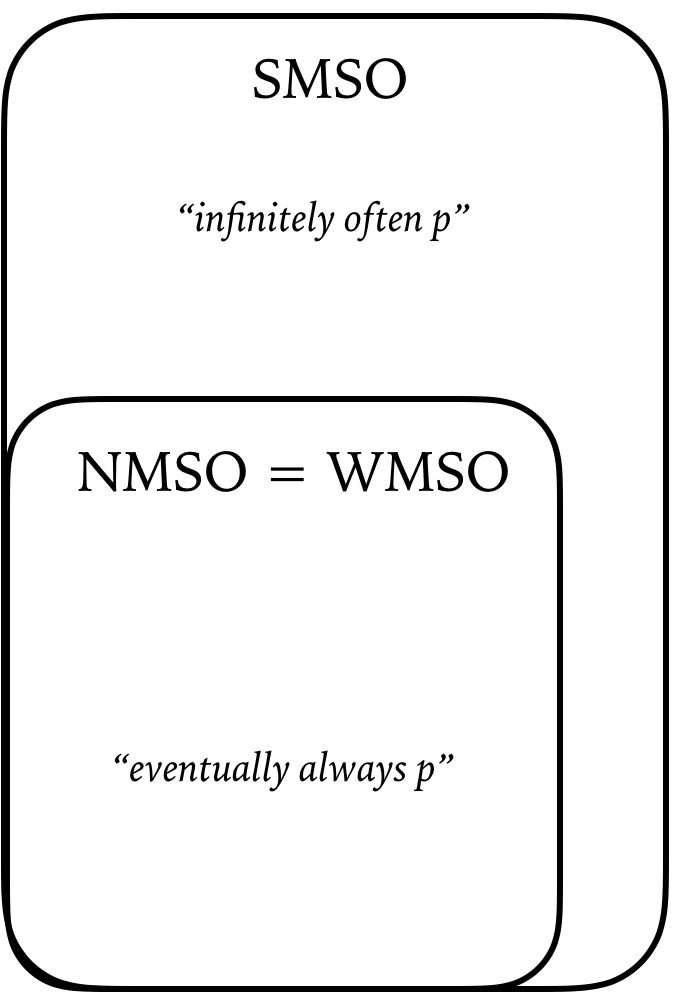 SMSO
“infinitely often p”
NMSO = WMSO
“eventually always p”